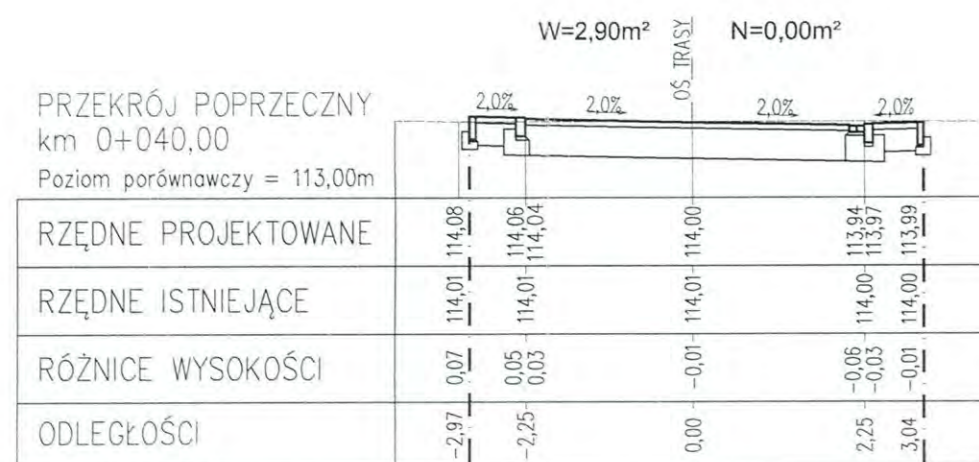 W=2,90m² OŚ TRASY N=0,00m²
2,0% 2,0% 2,0% 2,0%
PRZEKRÓJ POPRZECZNY
km 0+040,00
Poziom porównawczy = 113,00m
RZĘDNE PROJEKTOWANE 114,08 114,06 114,04 114,00 113,94 113,97 113,99
RZĘDNE ISTNIEJĄCE 114,01 114,01 114,01 114,00 114,00
RÓŻNICE WYSOKOŚCI 0,07 0,05 0,03 -0,01 -0,06 -0,03 -0,01
ODLEGŁOŚCI -2,97 -2,25 0,00 2,25 3,04